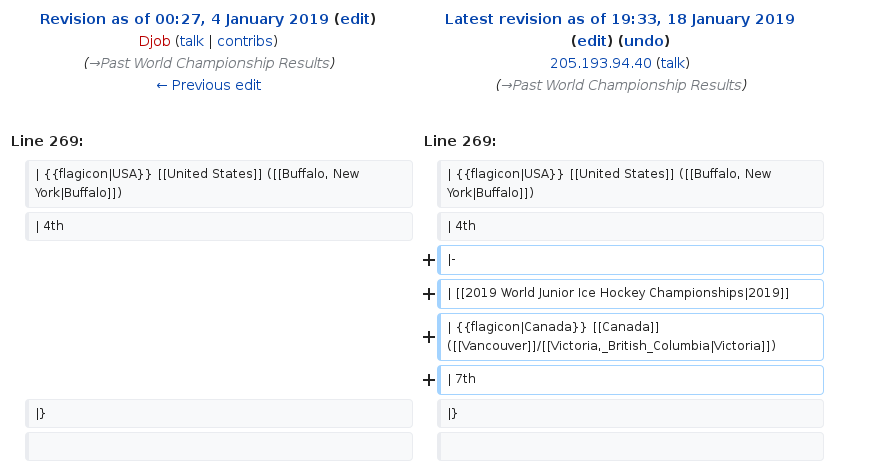 Revision as of 00:27, 4 January 2019 (edit)
Djob (talk | contribs)
(→Past World Championship Results)
← Previous edit
Latest revision as of 19:33, 18 January 2019
(edit) (undo)
205.193.94.40 (talk)
(→Past World Championship Results)
Line 269:
Line 269:
| {{flagicon|USA}} [[United States]] ([[Buffalo, New
York|Buffalo]])
| {{flagicon|USA}} [[United States]] ([[Buffalo, New
York|Buffalo]])
| 4th
| 4th
+ |-
+ | [[2019 World Junior Ice Hockey Championships|2019]]
+ | {{flagicon|Canada}} [[Canada]]
([[Vancouver]]/[[Victoria,_British_Columbia|Victoria]])
+ | 7th
|}
|}